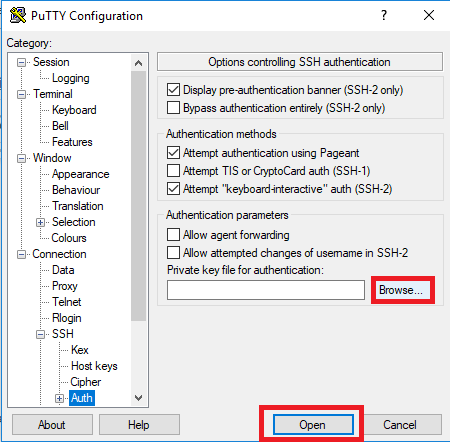 PuTTY Configuration
?
Category:
Session
Logging
Terminal
Keyboard
Bell
Features
Window
Appearance
Behaviour
Translation
Selection
Colours
Connection
Data
Proxy
Telnet
Rlogin
SSH
Kex
Host keys
Cipher
Auth
Options controlling SSH authentication
Display pre-authentication banner (SSH-2 only)
Bypass authentication entirely (SSH-2 only)
Authentication methods
Attempt authentication using Pageant
Attempt TIS or CryptoCard auth (SSH-1)
Attempt "keyboard-interactive" auth (SSH-2)
Authentication parameters
Allow agent forwarding
Allow attempted changes of username in SSH-2
Private key file for authentication:
Browse...
About
Help
Open
Cancel